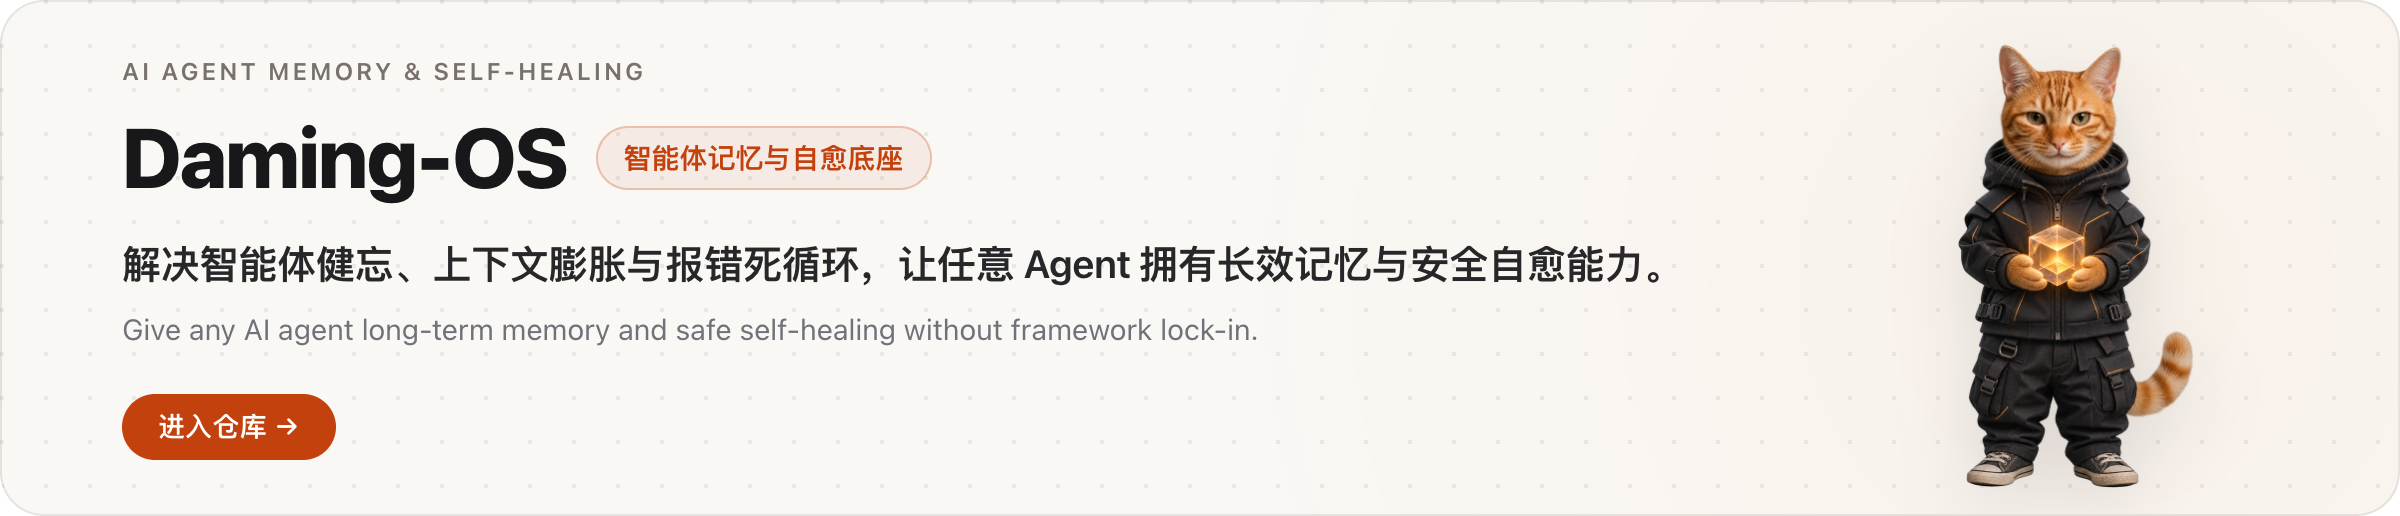 AI AGENT MEMORY & SELF-HEALING
Daming-OS 智能体记忆与自愈底座
解决智能体健忘、上下文膨胀与报错死循环，让任意 Agent 拥有长效记忆与安全自愈能力。
Give any AI agent long-term memory and safe self-healing without framework lock-in.
进入仓库 →